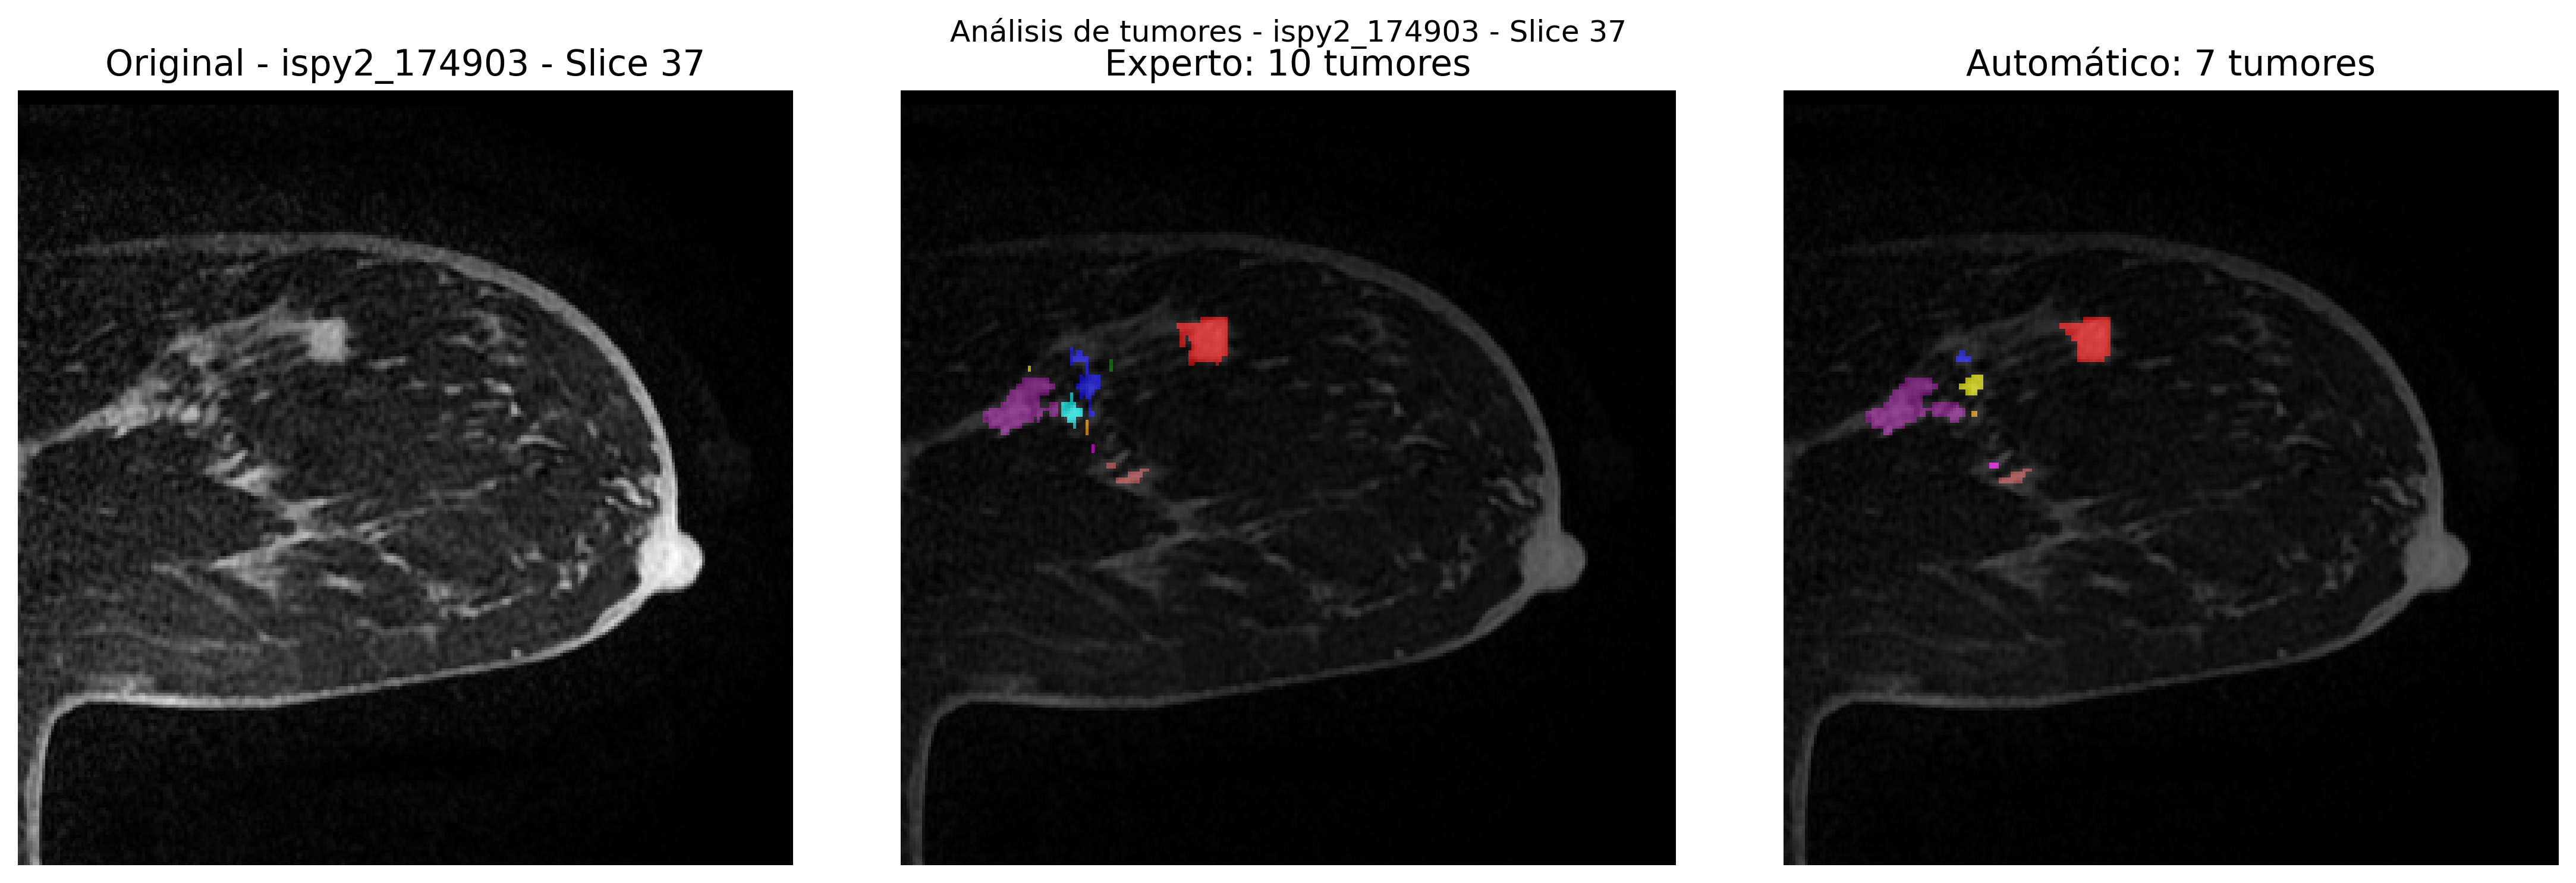 Análisis de tumores - ispy2_174903 - Slice 37
Original - ispy2_174903 - Slice 37
Experto: 10 tumores
Automático: 7 tumores